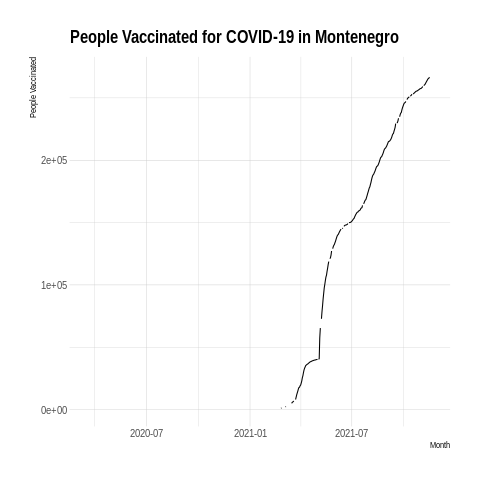 People Vaccinated for COVID-19 in Montenegro
People Vaccinated
2e+05
1e+05
0e+00
2020-07
2021-01
2021-07
Month